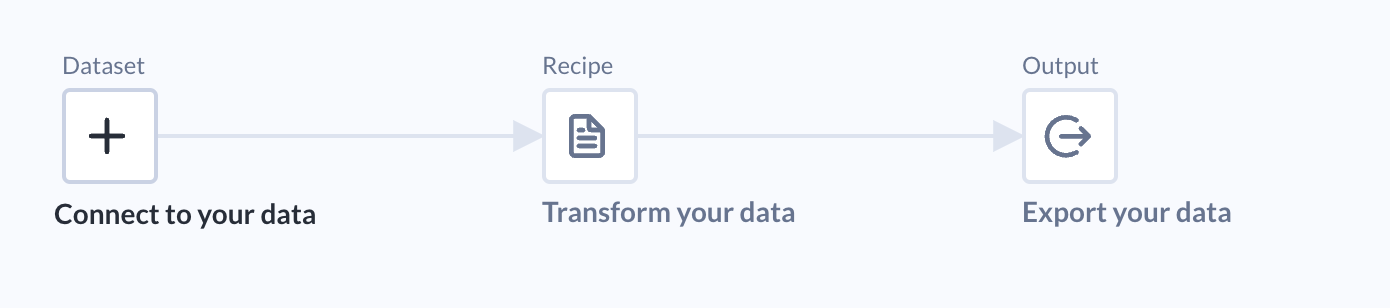 Dataset
Recipe
Output
Connect to your data
Transform your data
Export your data